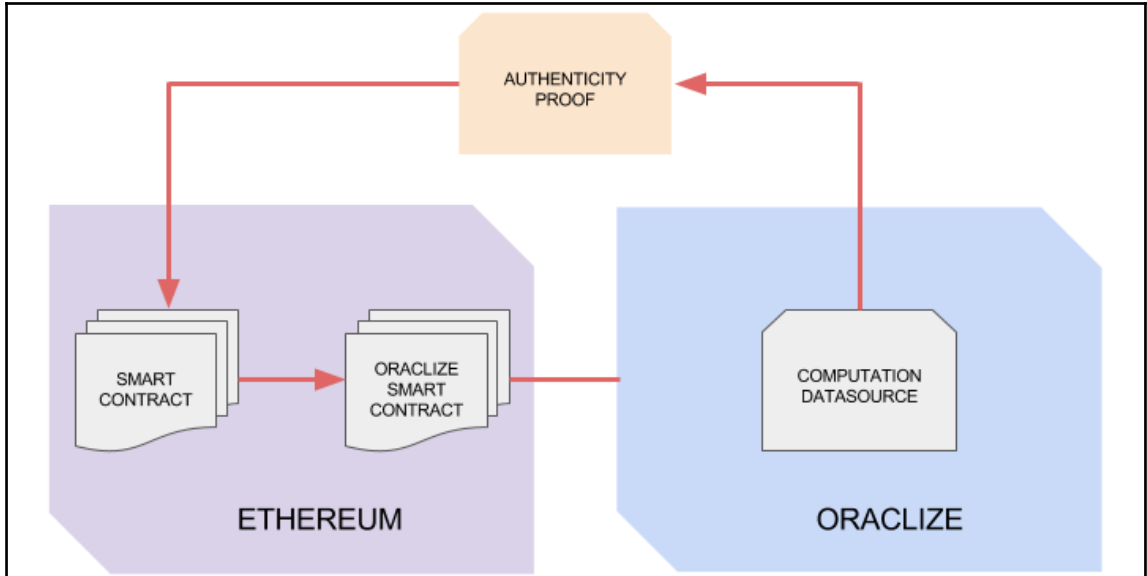 AUTHENTICITY
PROOF
SMART
CONTRACT
ORACLIZE
SMART
CONTRACT
COMPUTATION
DATASOURCE
ETHEREUM
ORACLIZE